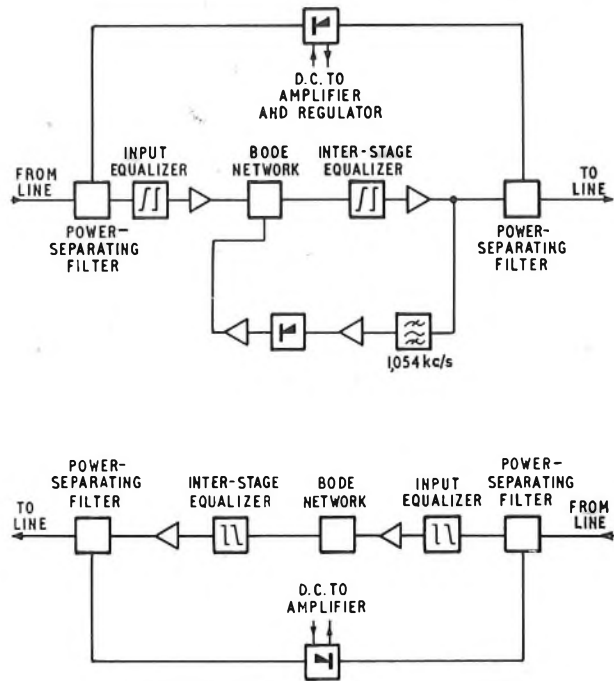 D.C. TO
AMPLIFIER
AND REGULATOR
INPUT
EQUALIZER
BODE
NETWORK
INTER-STAGE
EQUALIZER
FROM
LINE
TO
LINE
POWER-
SEPARATING
FILTER
POWER-
SEPARATING
FILTER
1,054 kc/s
POWER-
SEPARATING
FILTER
INTER-STAGE
EQUALIZER
BODE
NETWORK
INPUT
EQUALIZER
POWER-
SEPARATING
FILTER
TO
LINE
FROM
LINE
D.C. TO
AMPLIFIER